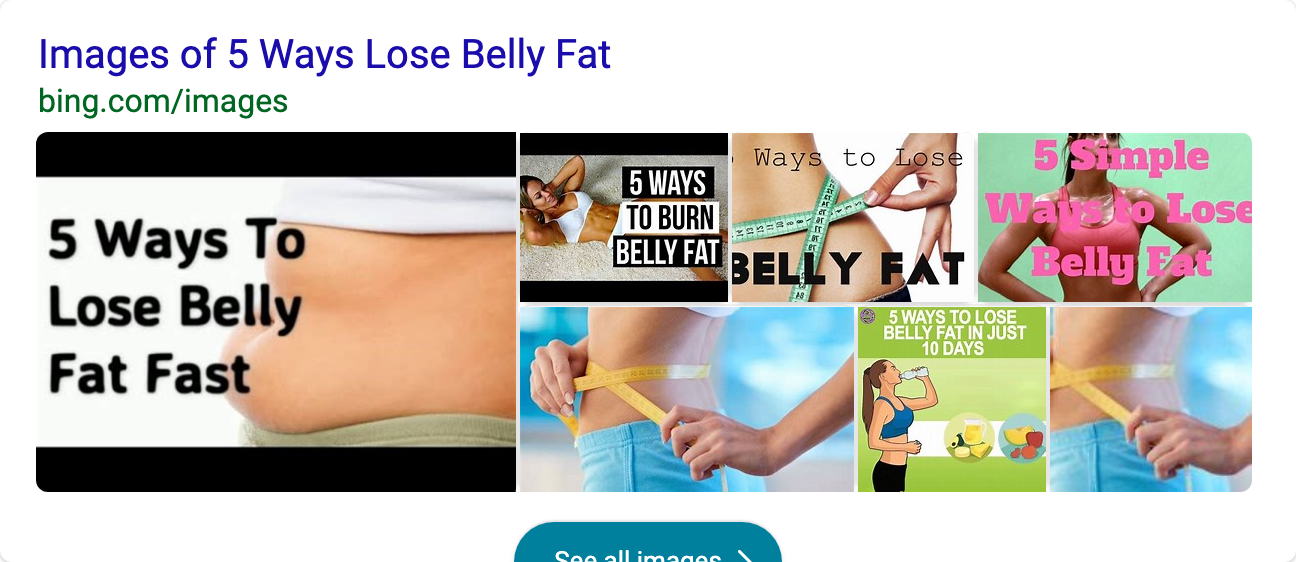 Images of 5 Ways Lose Belly Fat
bing.com/images
5 Ways To
Lose Belly
Fat Fast
5 WAYS
TO BURN
BELLY FAT
Ways to Lose
BELLY FAT
5 Simple
Ways to Lose
Belly Fat
5 WAYS TO LOSE
BELLY FAT IN JUST
10 DAYS
See all images